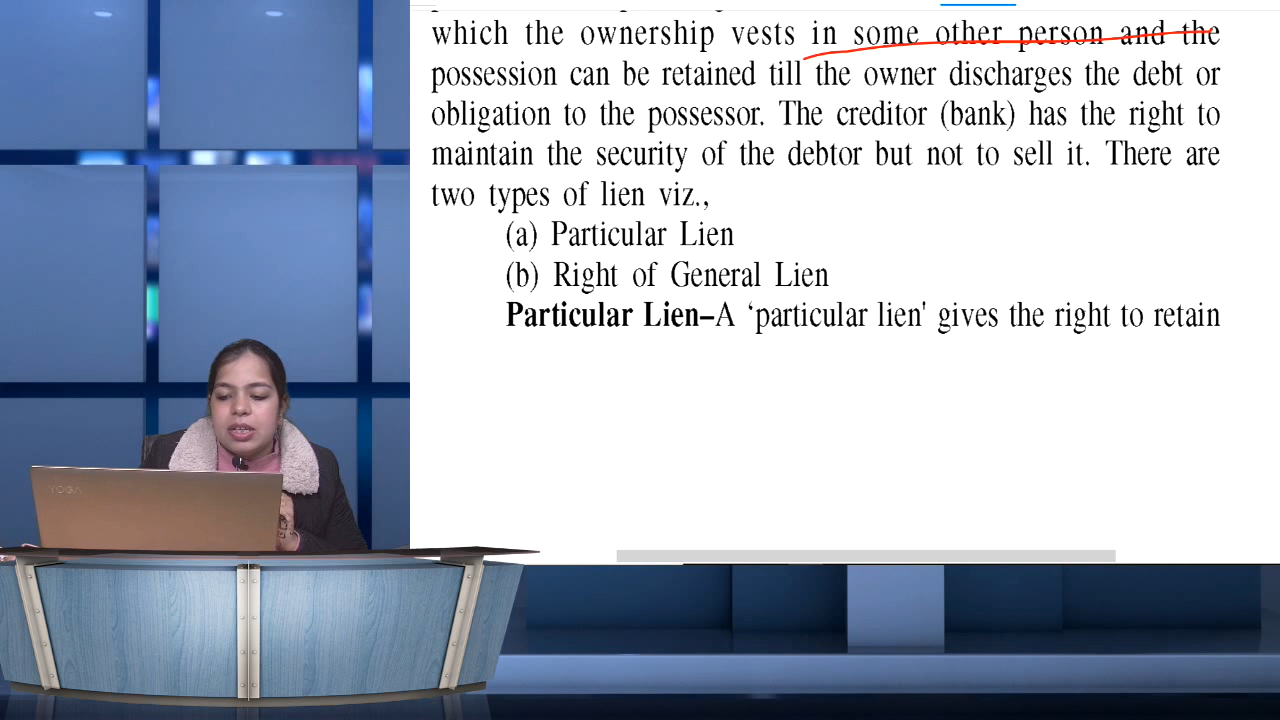 which the ownership vests in some other person and the
possession can be retained till the owner discharges the debt or
obligation to the possessor. The creditor (bank) has the right to
maintain the security of the debtor but not to sell it. There are
two types of lien viz.,
(a) Particular Lien
(b) Right of General Lien
Particular Lien–A ‘particular lien' gives the right to retain
YOGA